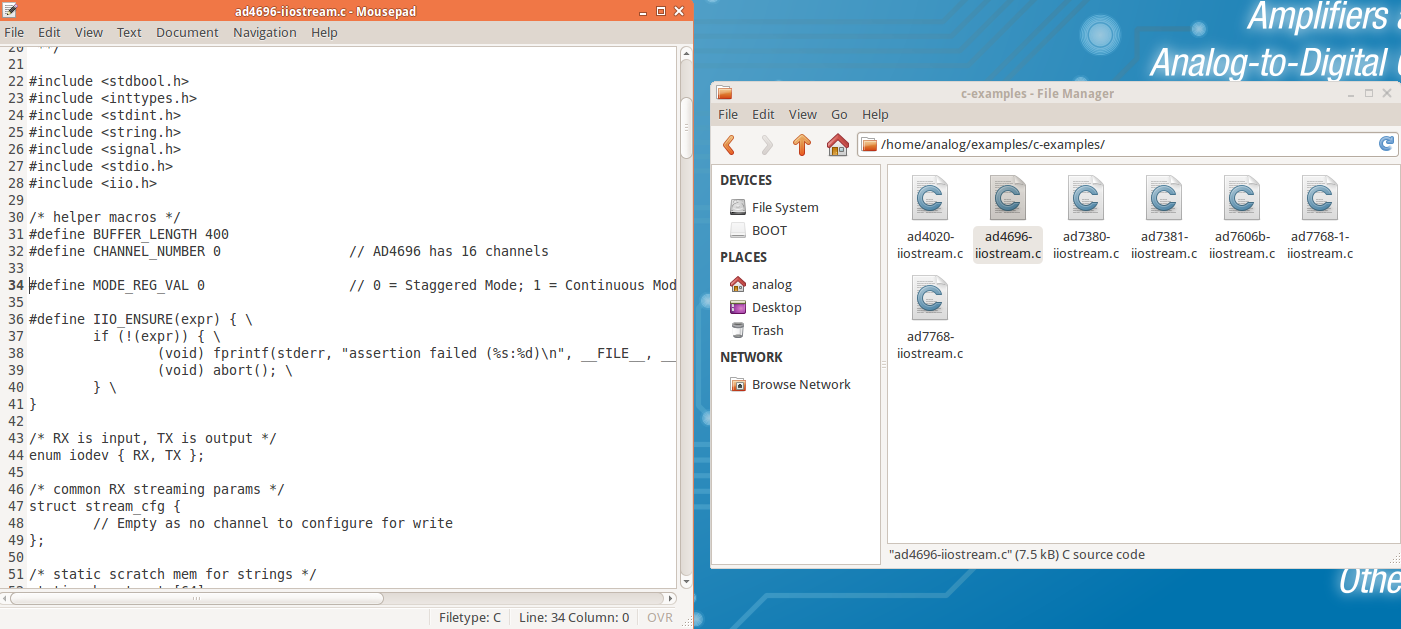 ad4696-iiostream.c - Mousepad
File Edit View Text Document Navigation Help
20 **/
21
22 #include <stdbool.h>
23 #include <inttypes.h>
24 #include <stdint.h>
25 #include <string.h>
26 #include <signal.h>
27 #include <stdio.h>
28 #include <iio.h>
29
30 /* helper macros */
31 #define BUFFER_LENGTH 400
32 #define CHANNEL_NUMBER 0 // AD4696 has 16 channels
33
34 #define MODE_REG_VAL 0 // 0 = Staggered Mode; 1 = Continuous Mod
35
36 #define IIO_ENSURE(expr) { \
37 if (!(expr)) { \
38 (void) fprintf(stderr, "assertion failed (%s:%d)\n", __FILE__, __
39 (void) abort(); \
40 } \
41 }
42
43 /* RX is input, TX is output */
44 enum iodev { RX, TX };
45
46 /* common RX streaming params */
47 struct stream_cfg {
48 // Empty as no channel to configure for write
49 };
50
51 /* static scratch mem for strings */
Filetype: C Line: 34 Column: 0 OVR
Amplifiers a
Analog-to-Digital C
c-examples - File Manager
File Edit View Go Help
/home/analog/examples/c-examples/
DEVICES
File System
BOOT
PLACES
analog
Desktop
Trash
NETWORK
Browse Network
ad4020-iiostream.c
ad4696-iiostream.c
ad7380-iiostream.c
ad7381-iiostream.c
ad7606b-iiostream.c
ad7768-1-iiostream.c
ad7768-iiostream.c
"ad4696-iiostream.c" (7.5 kB) C source code
Othe